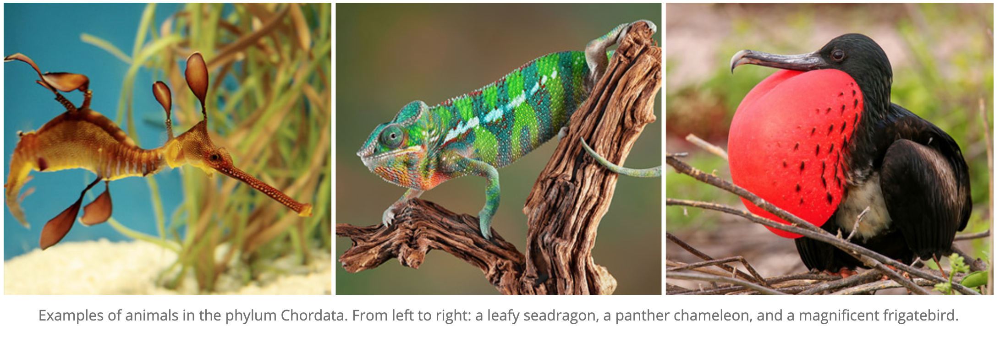 Examples of animals in the phylum Chordata. From left to right: a leafy seadragon, a panther chameleon, and a magnificent frigatebird.